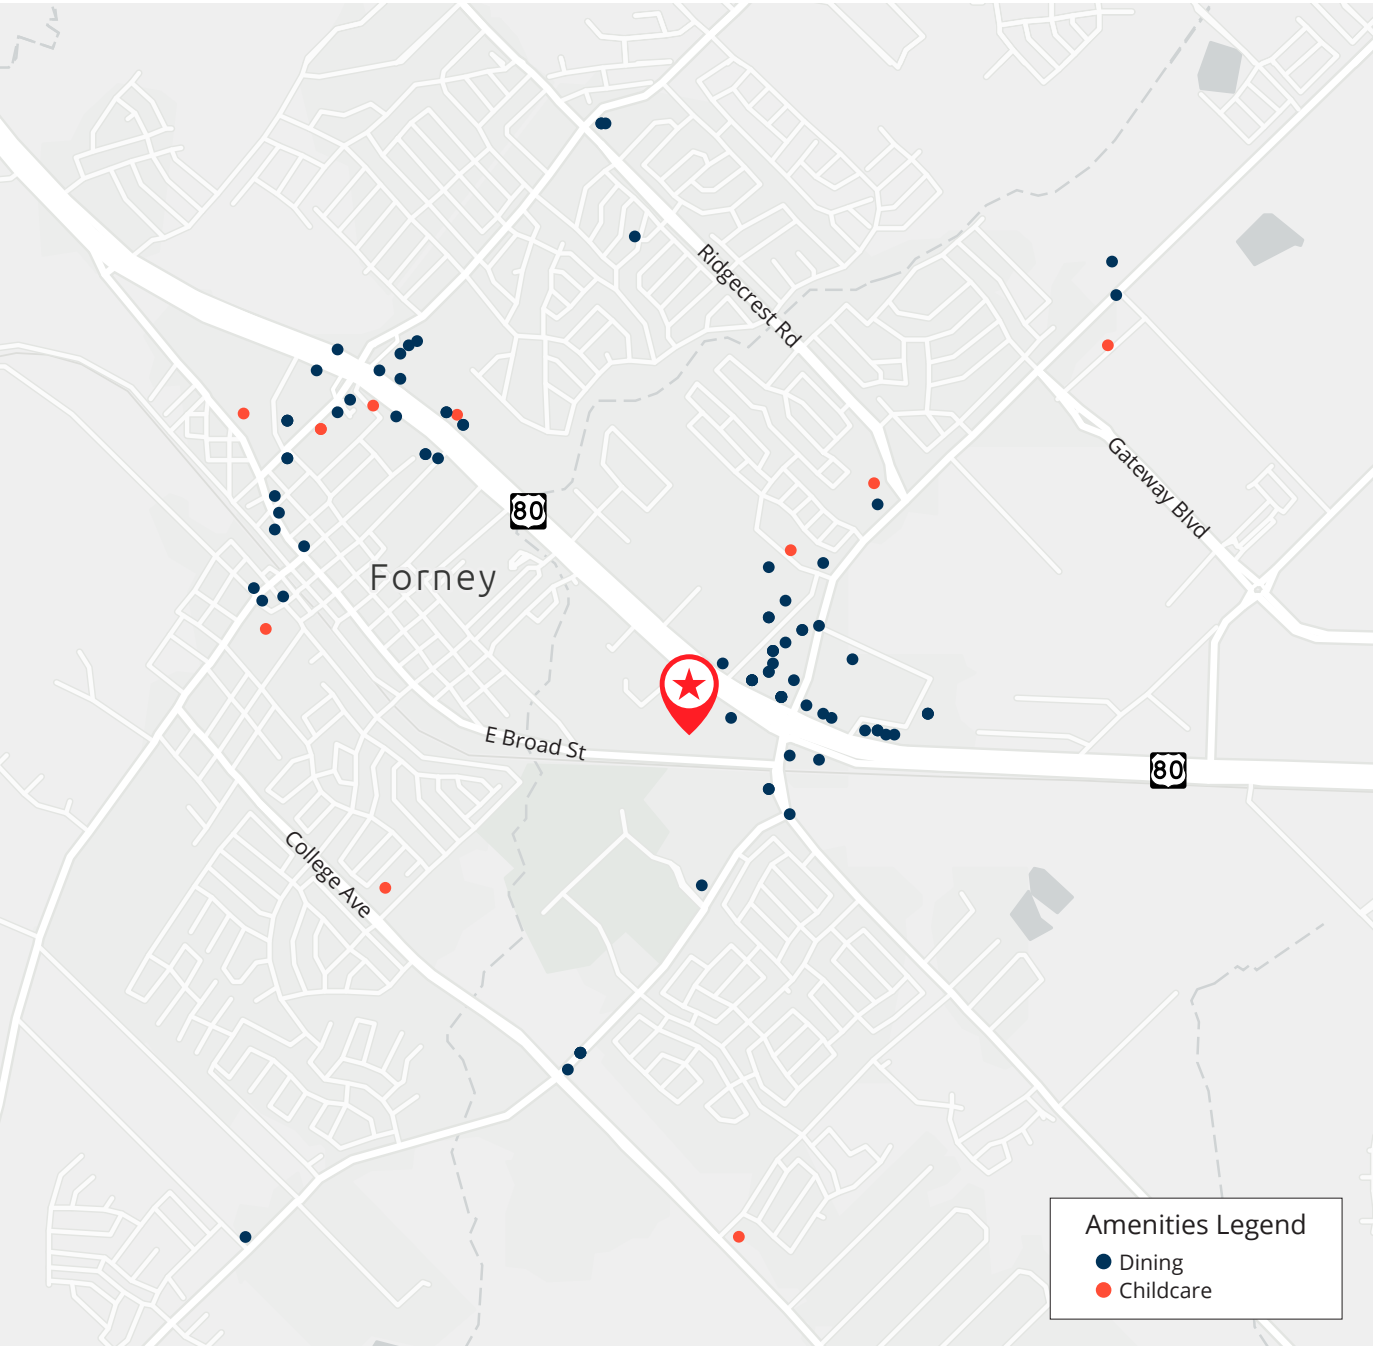 Ridgecrest Rd
Gateway Blvd
80
Forney
E Broad St
80
College Ave
Amenities Legend
Dining
Childcare